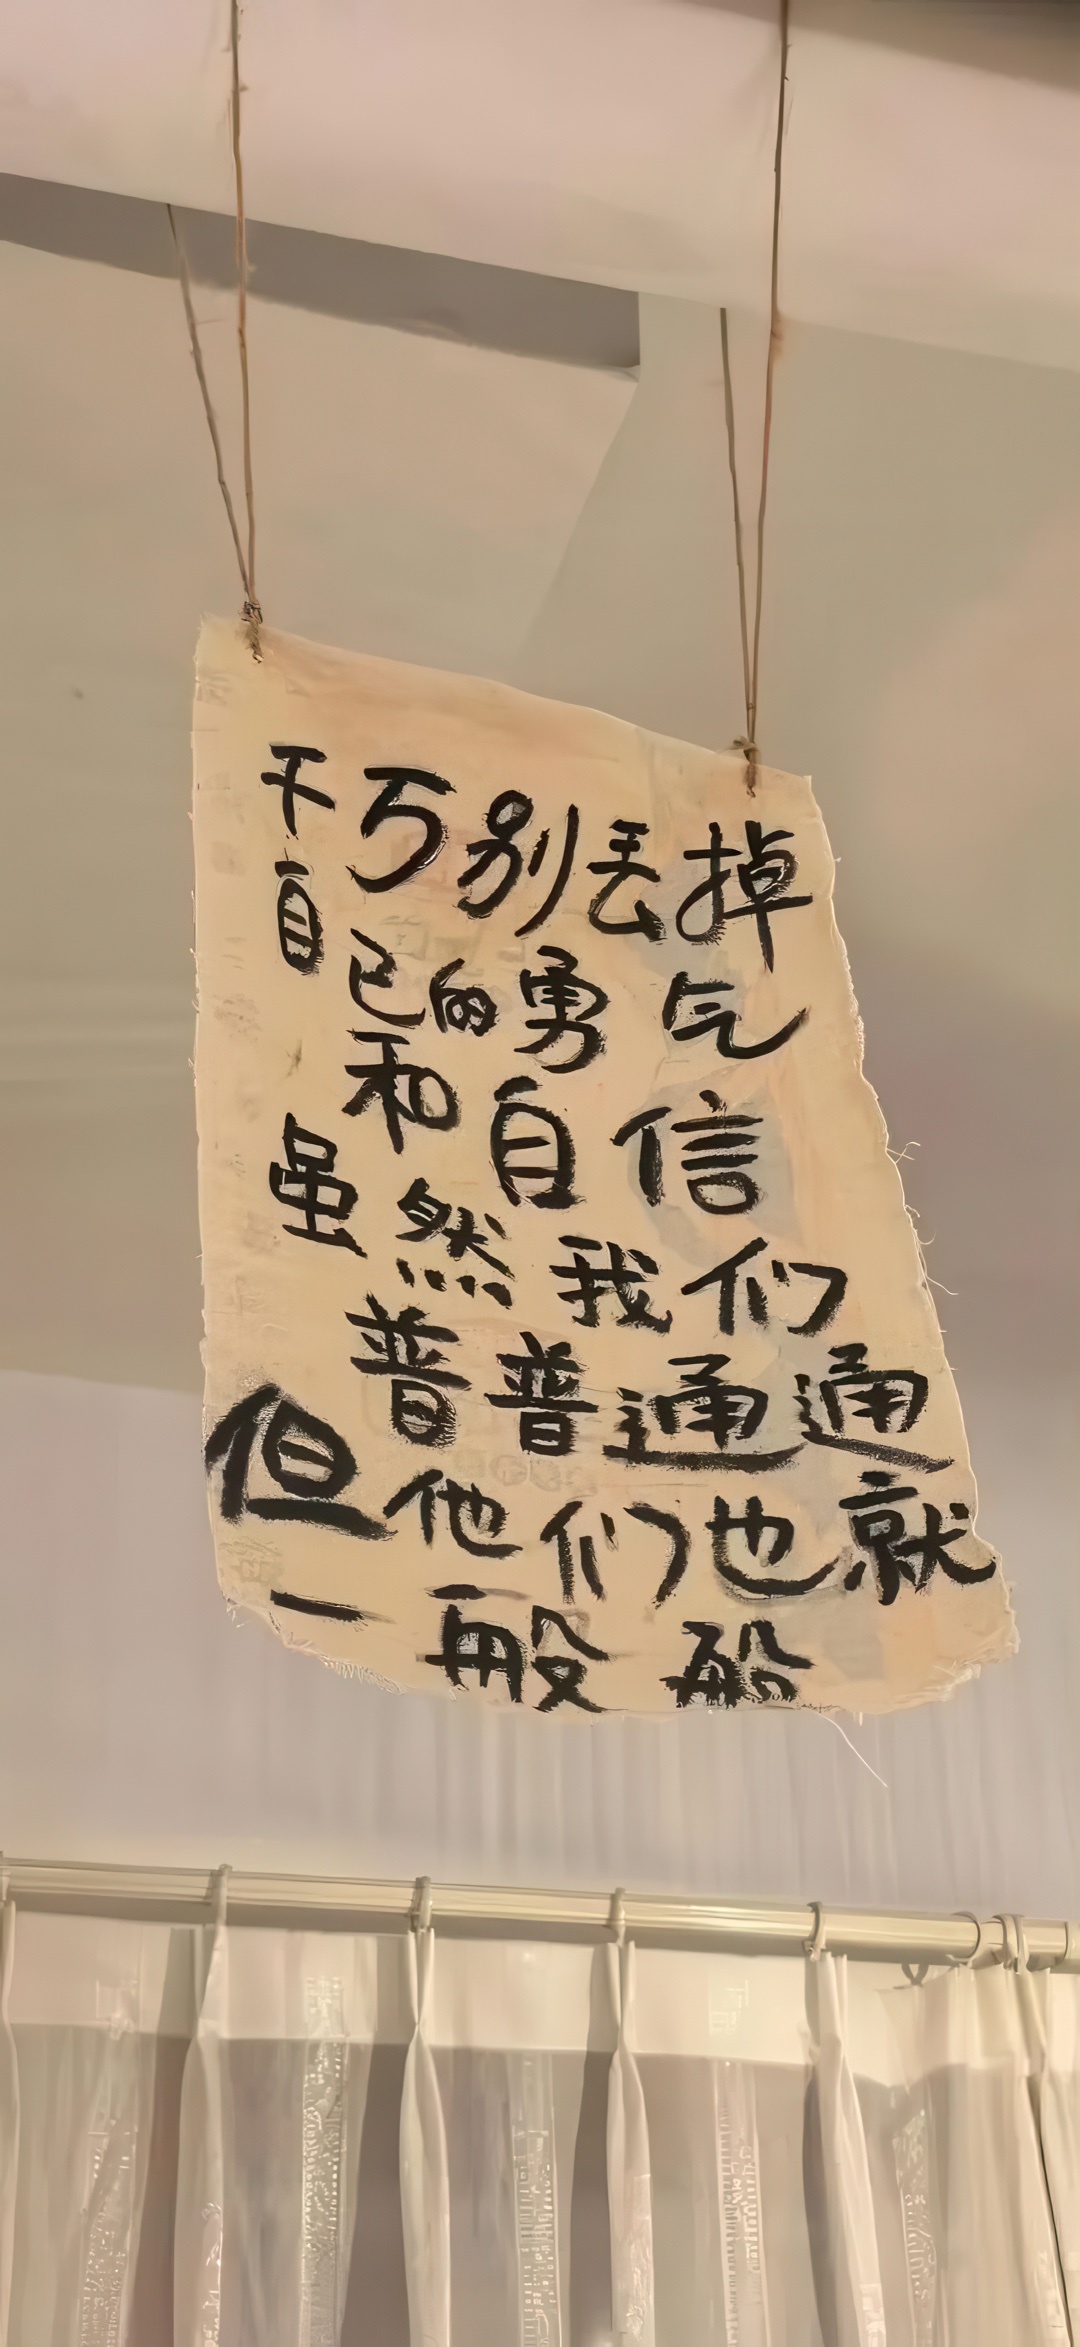 千万别丢掉
自己的勇气
和自信
虽然我们
普普通通
但他们也就
一般般